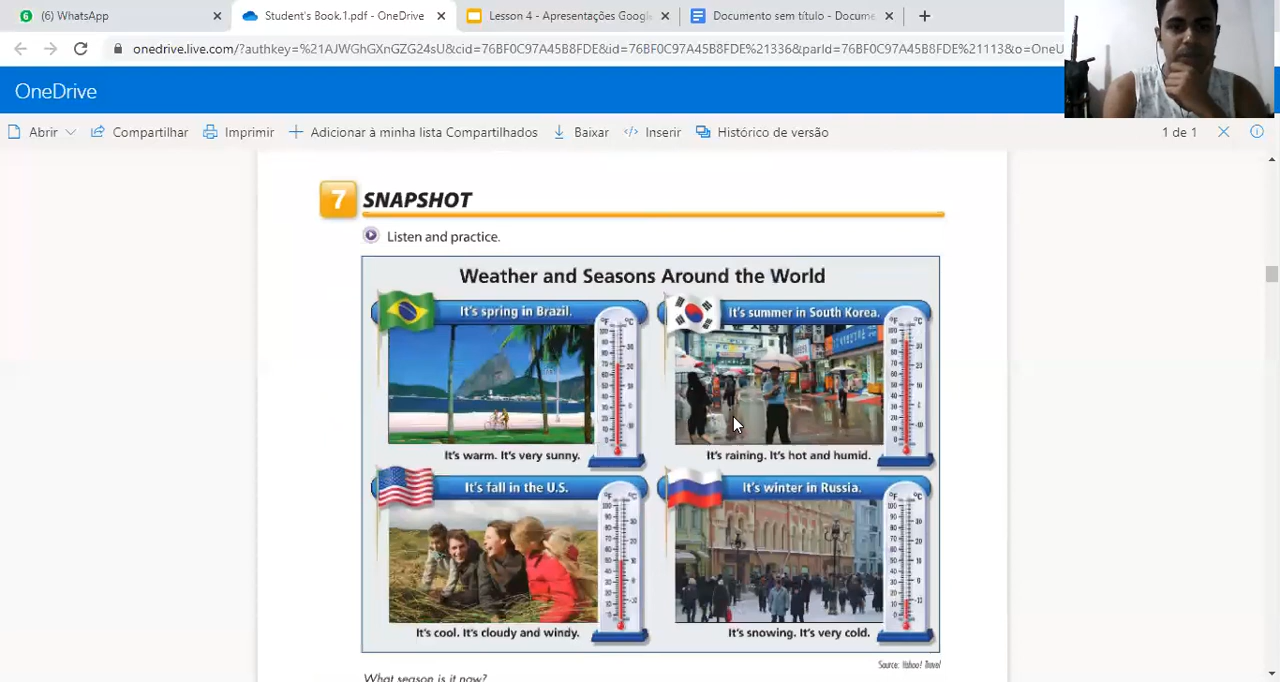 (6) WhatsApp
Student's Book.1.pdf - OneDrive
Lesson 4 - Apresentações Googl
Documento sem título - Docume
onedrive.live.com/?authkey=%21AJWGhGXnGZG24sU&cid=76BF0C97A45B8FDE&id=76BF0C97A45B8FDE%21336&parId=76BF0C97A45B8FDE%21113&o=OneU
OneDrive
Abrir Compartilhar Imprimir Adicionar à minha lista Compartilhados Baixar Inserir Histórico de versão 1 de 1
7 SNAPSHOT
Listen and practice.
Weather and Seasons Around the World
It's spring in Brazil.
It's warm. It's very sunny.
It's summer in South Korea.
It's raining. It's hot and humid.
It's fall in the U.S.
It's cool. It's cloudy and windy.
It's winter in Russia.
It's snowing. It's very cold.
Source: Yahoo! Travel
What season is it now?